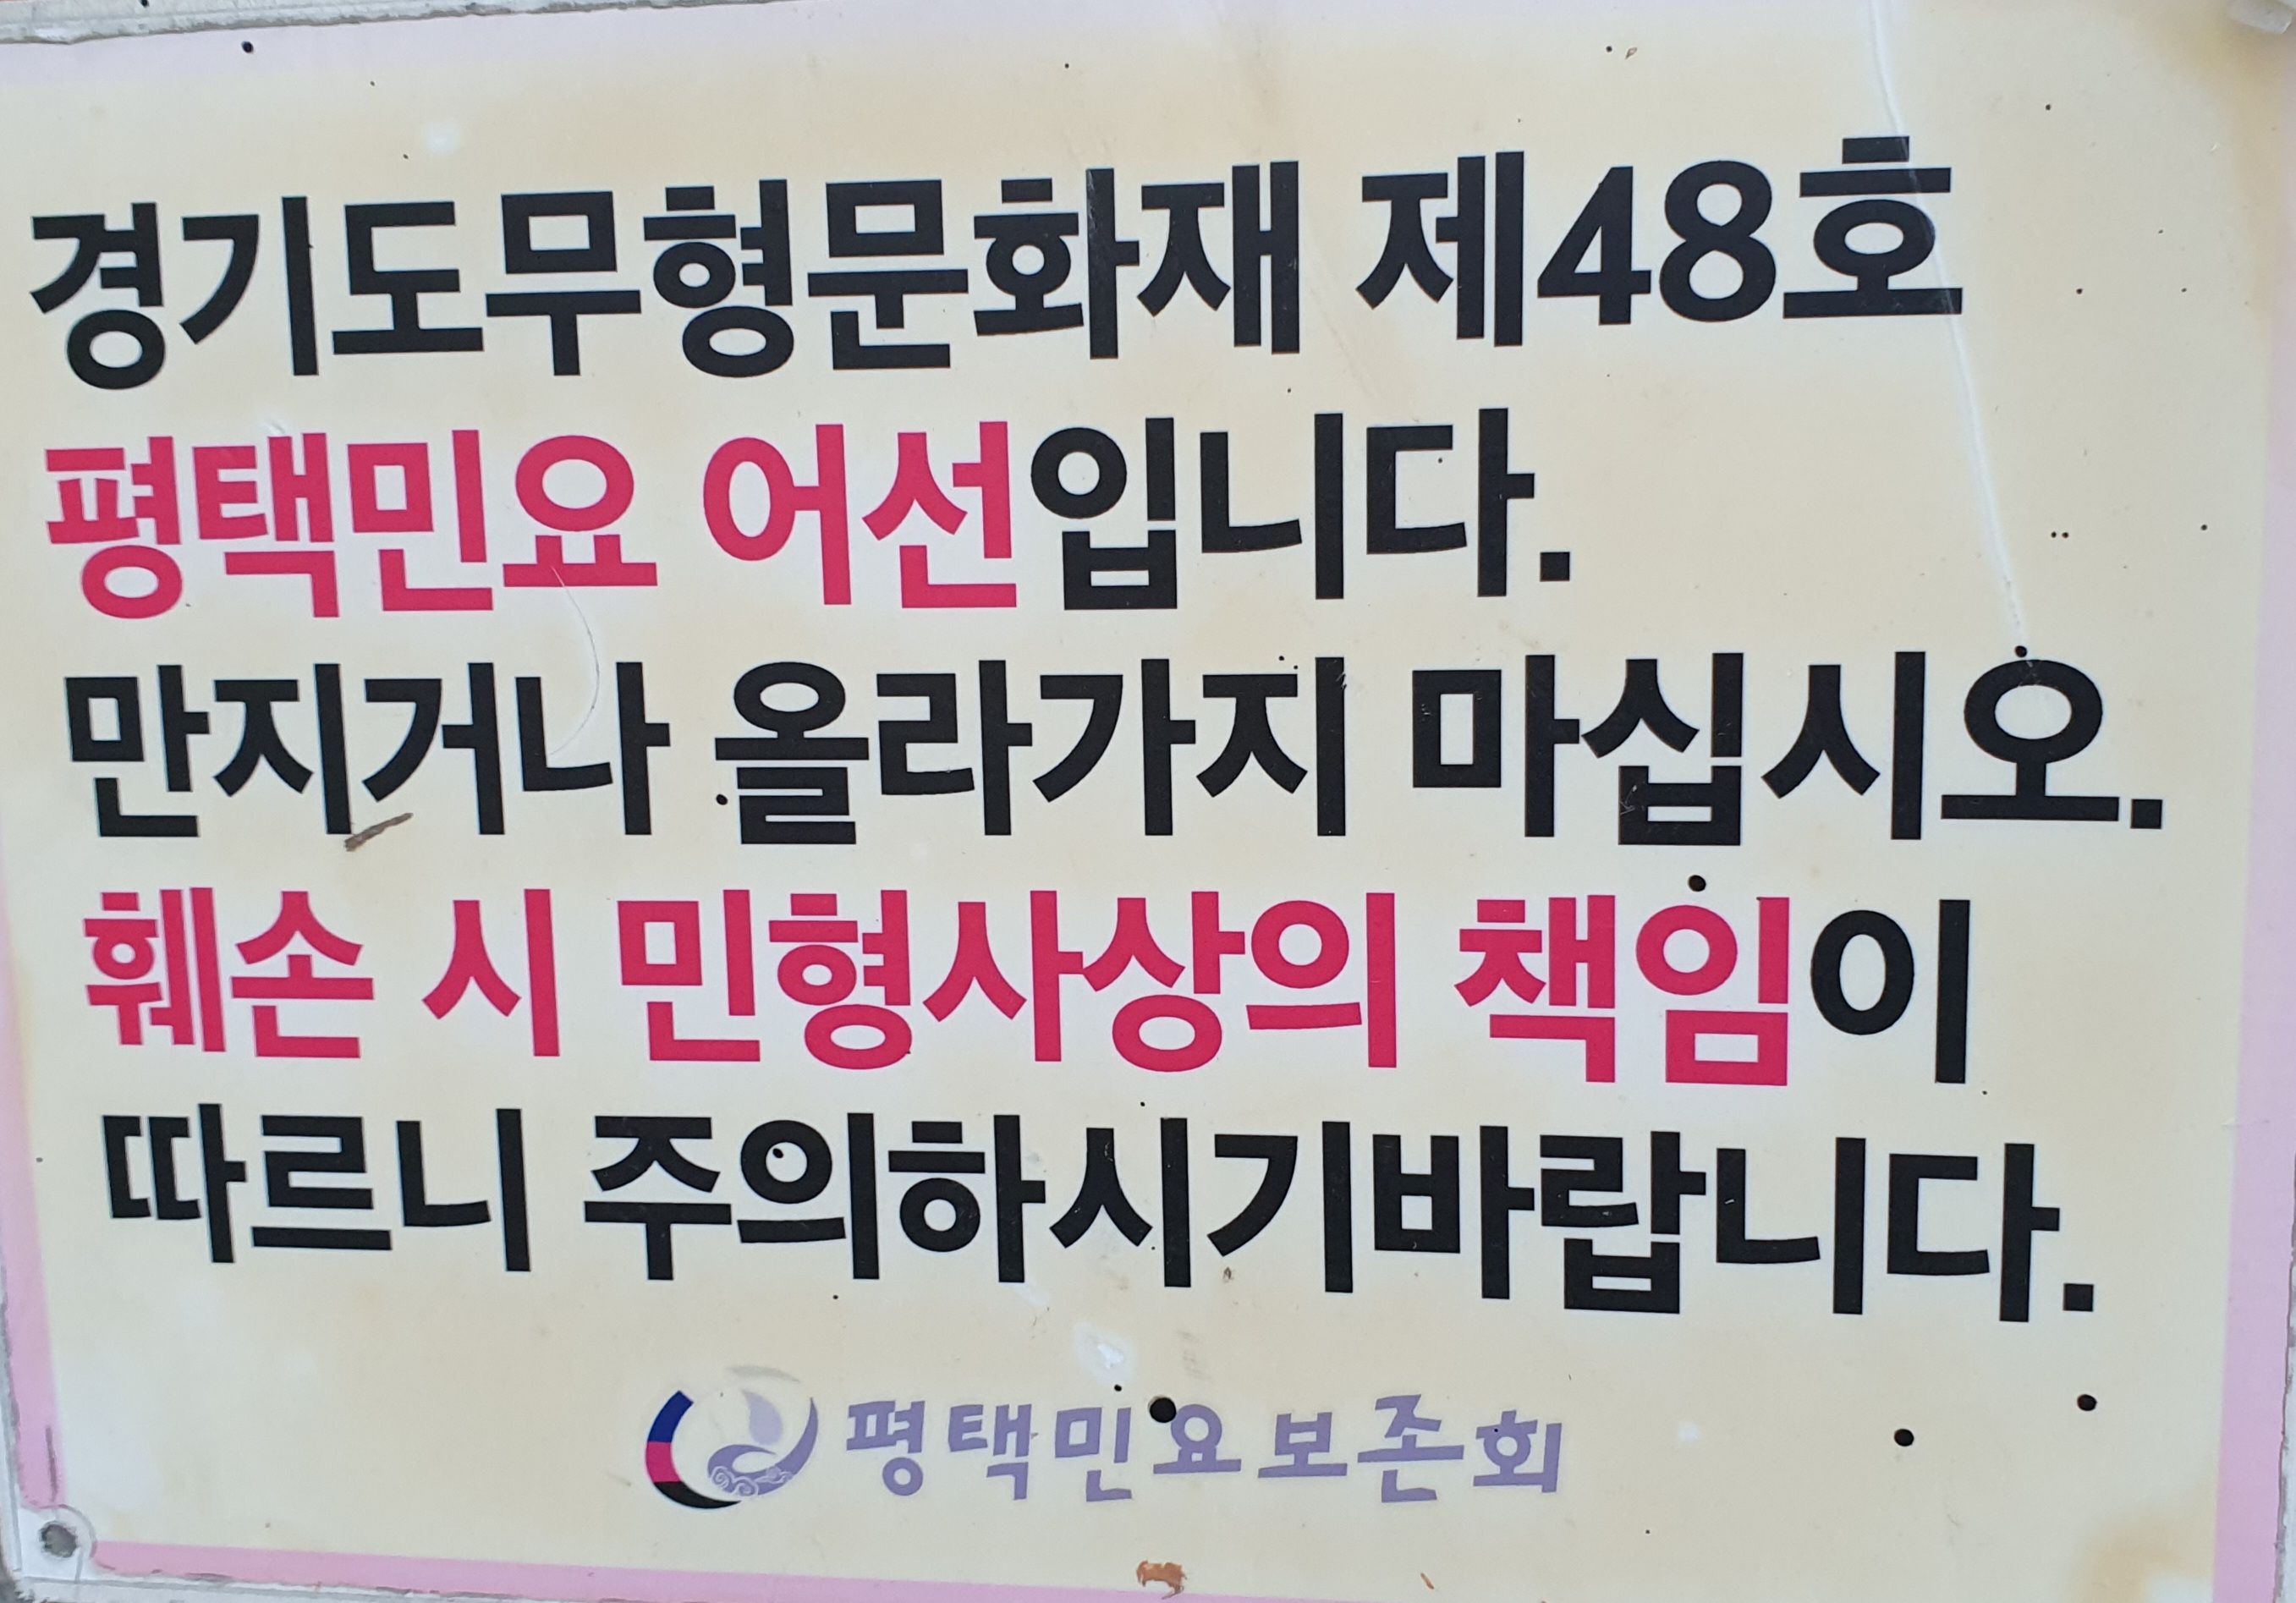 경기도무형문화재 제48호
평택민요 어선입니다.
만지거나 올라가지 마십시오.
훼손 시 민형사상의 책임이
따르니 주의하시기바랍니다.
평택민요보존회